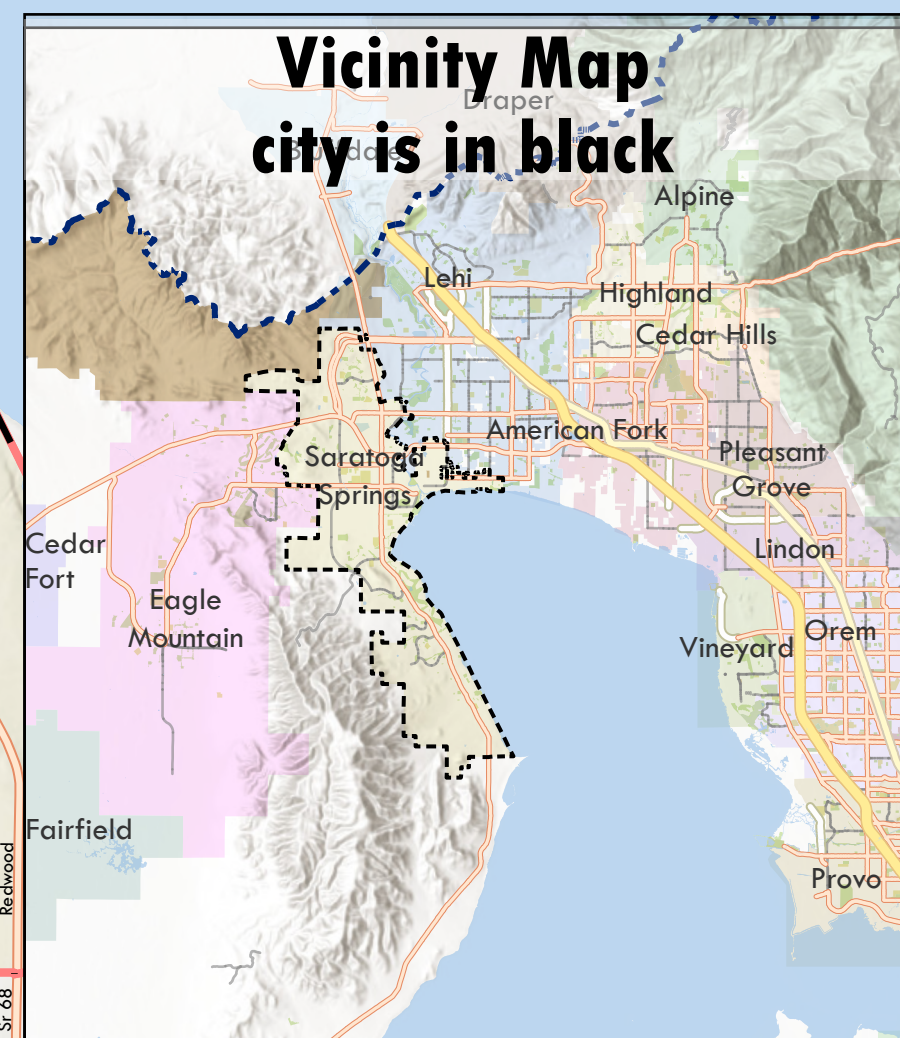 Vicinity Map
Draper
city is in black
Bluffdale
Alpine
Lehi
Highland
Cedar Hills
American Fork
Saratoga
Springs
Pleasant
Grove
Cedar
Fort
Lindon
Eagle
Mountain
Orem
Vineyard
Fairfield
Redwood
Provo
Sr 68